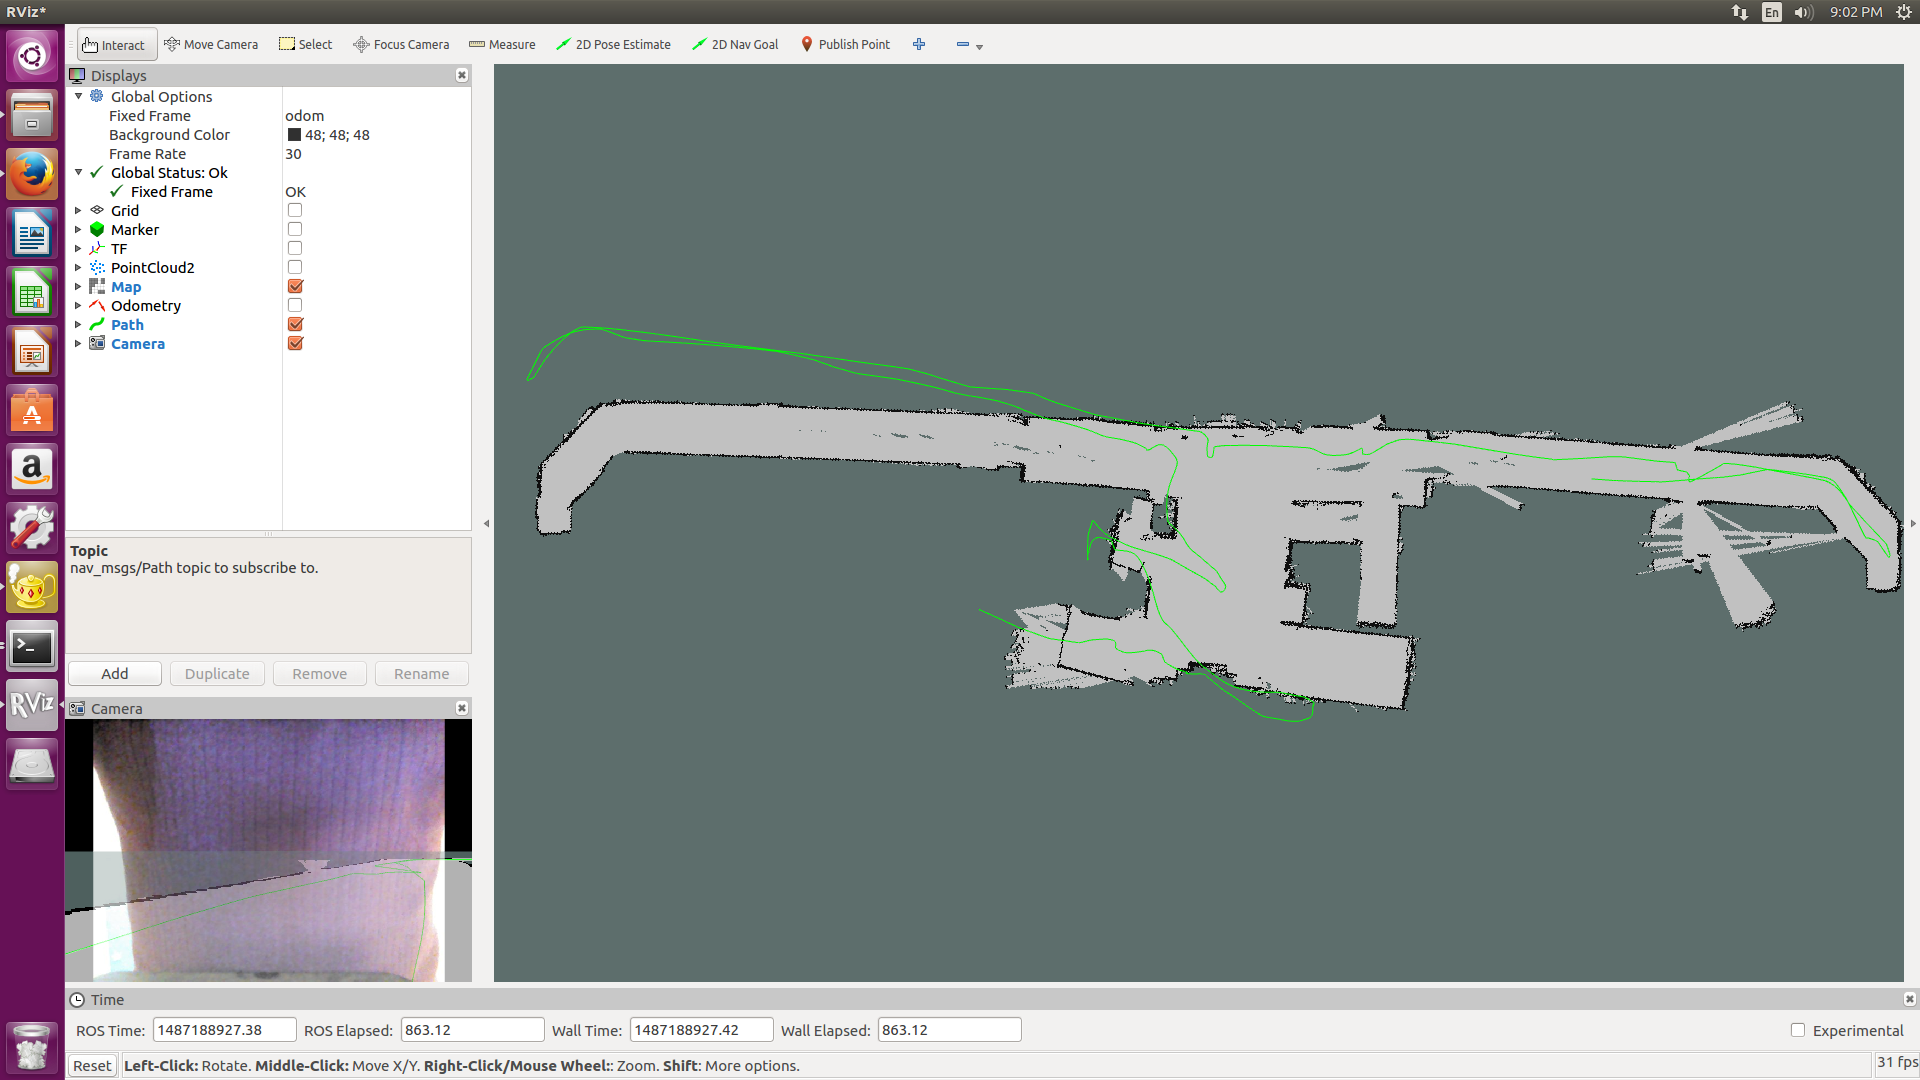 RViz*
En
9:02 PM
Interact
Move Camera
Select
Focus Camera
Measure
2D Pose Estimate
2D Nav Goal
Publish Point
Displays
Global Options
Fixed Frame odom
Background Color 48; 48; 48
Frame Rate 30
Global Status: Ok
Fixed Frame OK
Grid
Marker
TF
PointCloud2
Map
Odometry
Path
Camera
Topic
nav_msgs/Path topic to subscribe to.
Add Duplicate Remove Rename
a
>_
RViz
Camera
Time
ROS Time: 1487188927.38 ROS Elapsed: 863.12 Wall Time: 1487188927.42 Wall Elapsed: 863.12 Experimental
Reset Left-Click: Rotate. Middle-Click: Move X/Y. Right-Click/Mouse Wheel:: Zoom. Shift: More options. 31 fps